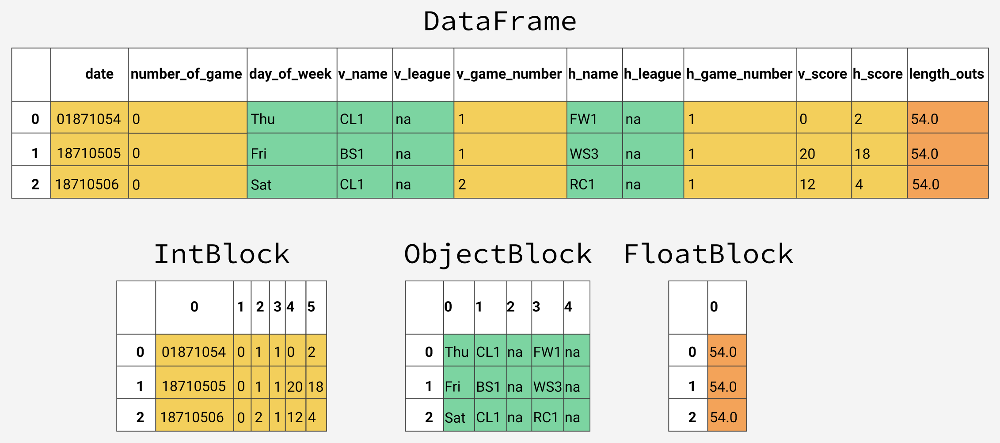 DataFrame
date number_of_game day_of_week v_name v_league v_game_number h_name h_league h_game_number v_score h_score length_outs
0 01871054 0 Thu CL1 na 1 FW1 na 1 0 2 54.0
1 18710505 0 Fri BS1 na 1 WS3 na 1 20 18 54.0
2 18710506 0 Sat CL1 na 2 RC1 na 1 12 4 54.0
IntBlock ObjectBlock FloatBlock
0 1 2 3 4 5 0 1 2 3 4 0
0 01871054 0 1 1 0 2 0 Thu CL1 na FW1 na 0 54.0
1 18710505 0 1 1 20 18 1 Fri BS1 na WS3 na 1 54.0
2 18710506 0 2 1 12 4 2 Sat CL1 na RC1 na 2 54.0